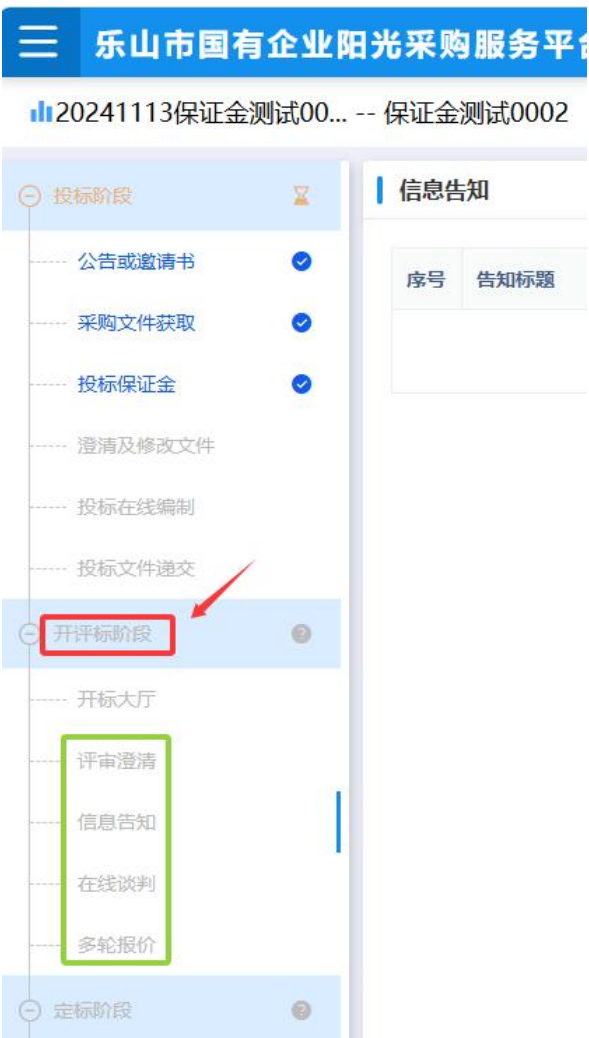 乐山市国有企业阳光采购服务平台
20241113保证金测试00... -- 保证金测试0002
投标阶段
公告或邀请书
采购文件获取
投标保证金
澄清及修改文件
投标在线编制
投标文件递交
开评标阶段
开标大厅
评审澄清
信息告知
在线谈判
多轮报价
定标阶段
信息告知
序号 告知标题